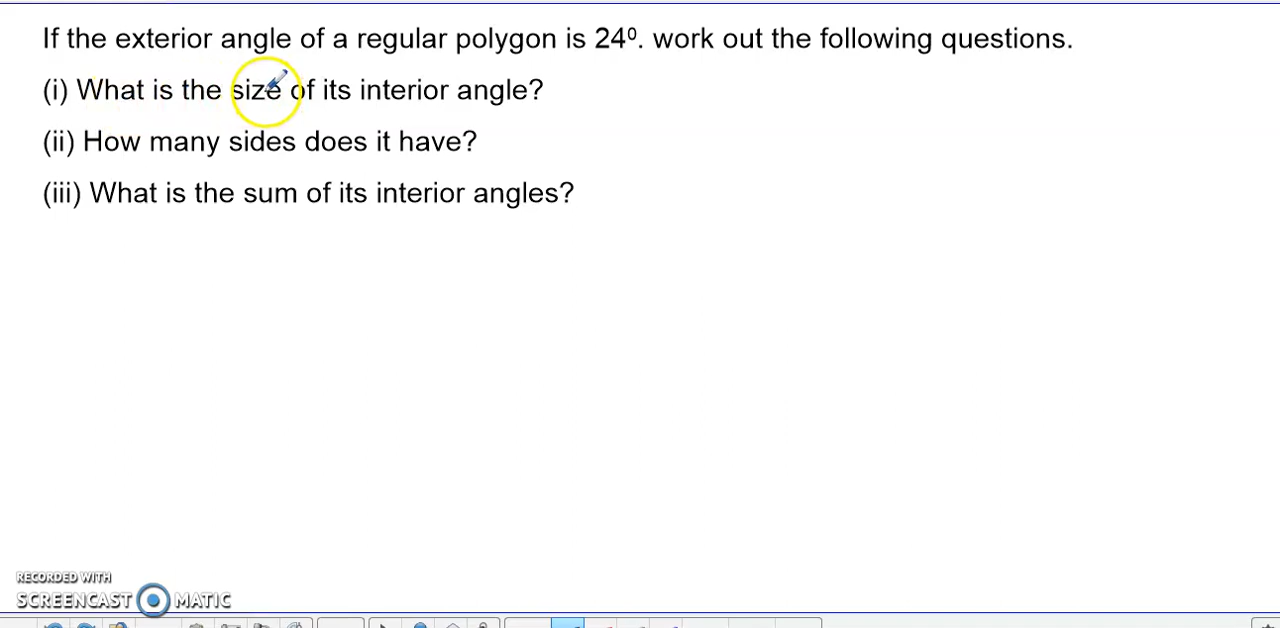 If the exterior angle of a regular polygon is 24⁰. work out the following questions.
(i) What is the size of its interior angle?
(ii) How many sides does it have?
(iii) What is the sum of its interior angles?
RECORDED WITH
SCREENCAST MATIC